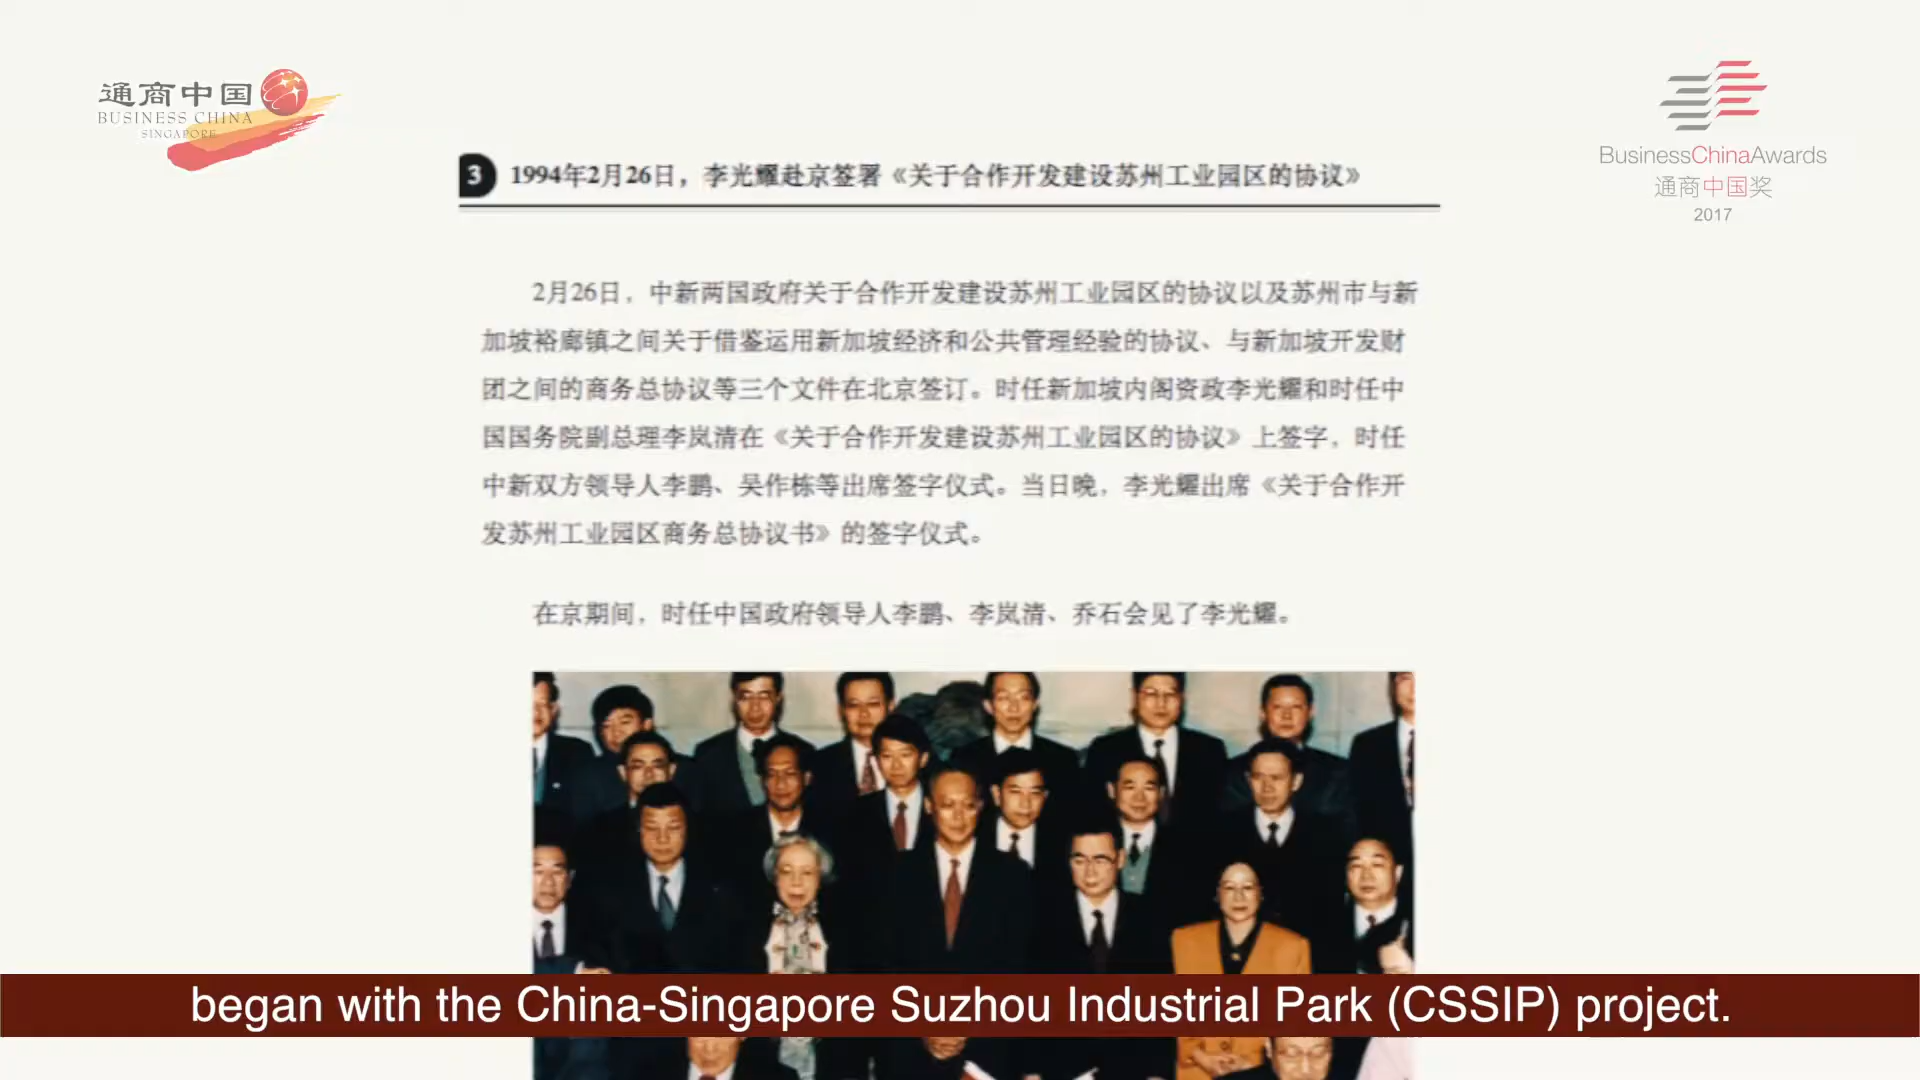 通商中国
BUSINESS CHINA
SINGAPORE
BusinessChinaAwards
通商中国奖
2017
3 1994年2月26日，李光耀赴京签署《关于合作开发建设苏州工业园区的协议》
2月26日，中新两国政府关于合作开发建设苏州工业园区的协议以及苏州市与新
加坡裕廊镇之间关于借鉴运用新加坡经济和公共管理经验的协议、与新加坡开发财
团之间的商务总协议等三个文件在北京签订。时任新加坡内阁资政李光耀和时任中
国国务院副总理李岚清在《关于合作开发建设苏州工业园区的协议》上签字，时任
中新双方领导人李鹏、吴作栋等出席签字仪式。当日晚，李光耀出席《关于合作开
发苏州工业园区商务总协议书》的签字仪式。
在京期间，时任中国政府领导人李鹏、李岚清、乔石会见了李光耀。
began with the China-Singapore Suzhou Industrial Park (CSSIP) project.